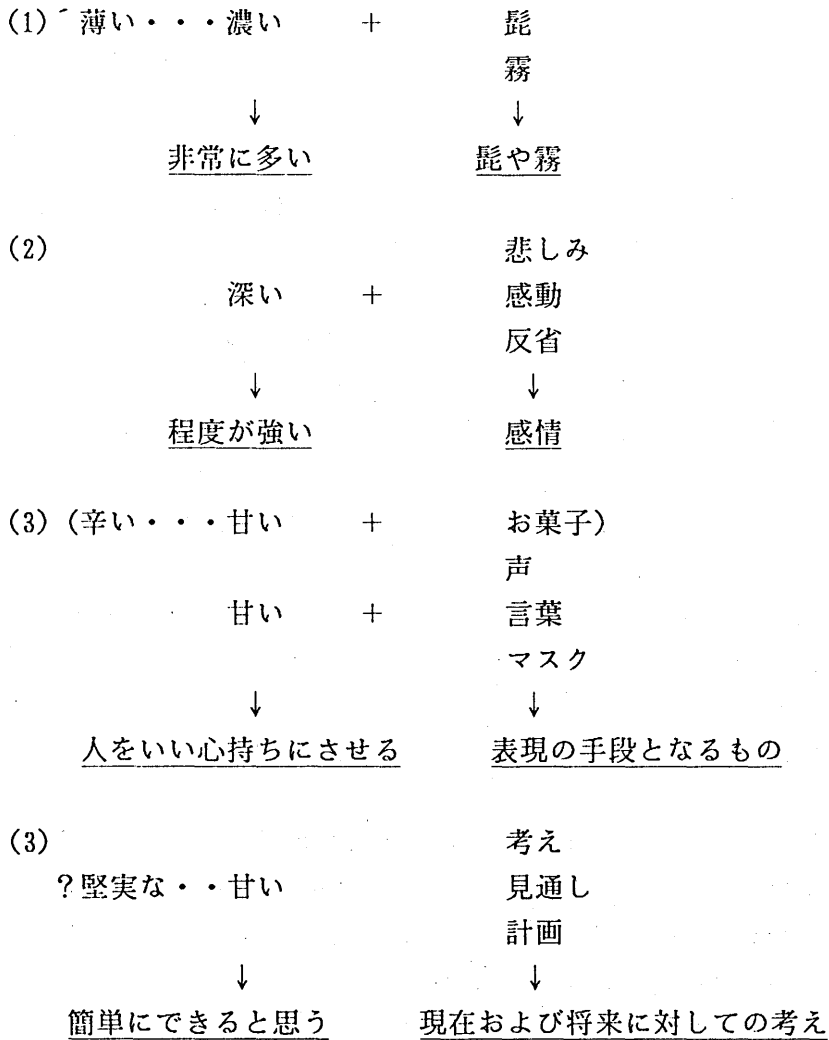 (1) 薄い・・・濃い + 髭
霧
↓ ↓
非常に多い 髭や霧
(2) 悲しみ
深い + 感動
反省
↓ ↓
程度が強い 感情
(3) (辛い・・・甘い + お菓子)
声
甘い + 言葉
マスク
↓ ↓
人をいい心持ちにさせる 表現の手段となるもの
(3) 考え
?堅実な・・甘い 見通し
計画
↓ ↓
簡単にできると思う 現在および将来に対しての考え